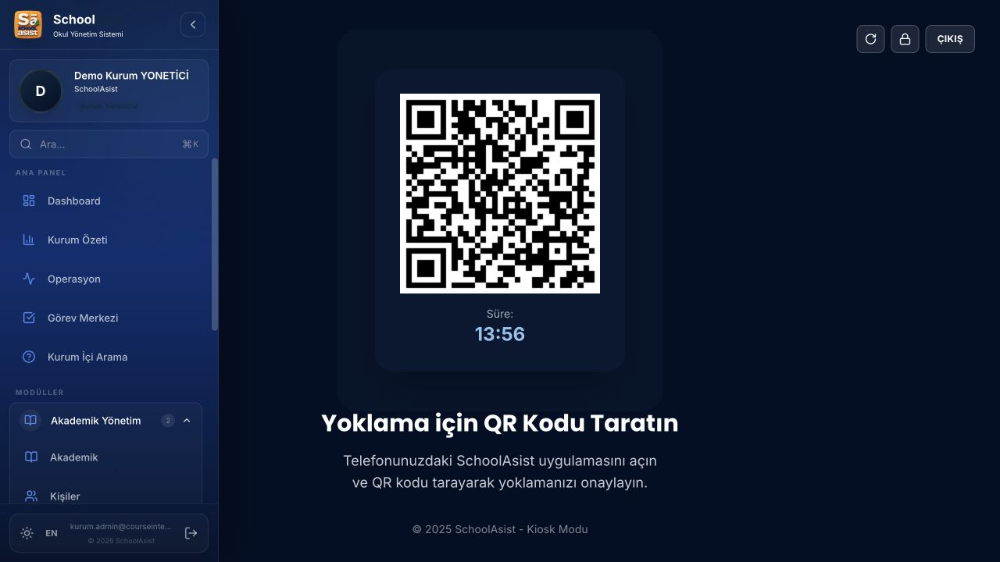 Sā
SCHOOL
asist
School
Okul Yönetim Sistemi
Demo Kurum YONETİCİ
SchoolAsist
Kurum Yöneticisi
D
Ara...
⌘K
ANA PANEL
Dashboard
Kurum Özeti
Operasyon
Görev Merkezi
Kurum İçi Arama
MODÜLLER
Akademik Yönetim
2
Akademik
Kişiler
EN
kurum.admin@courseinte...
© 2026 SchoolAsist
ÇIKIŞ
Süre:
13:56
Yoklama için QR Kodu Taratın
Telefonunuzdaki SchoolAsist uygulamasını açın
ve QR kodu tarayarak yoklamanızı onaylayın.
© 2025 SchoolAsist - Kiosk Modu